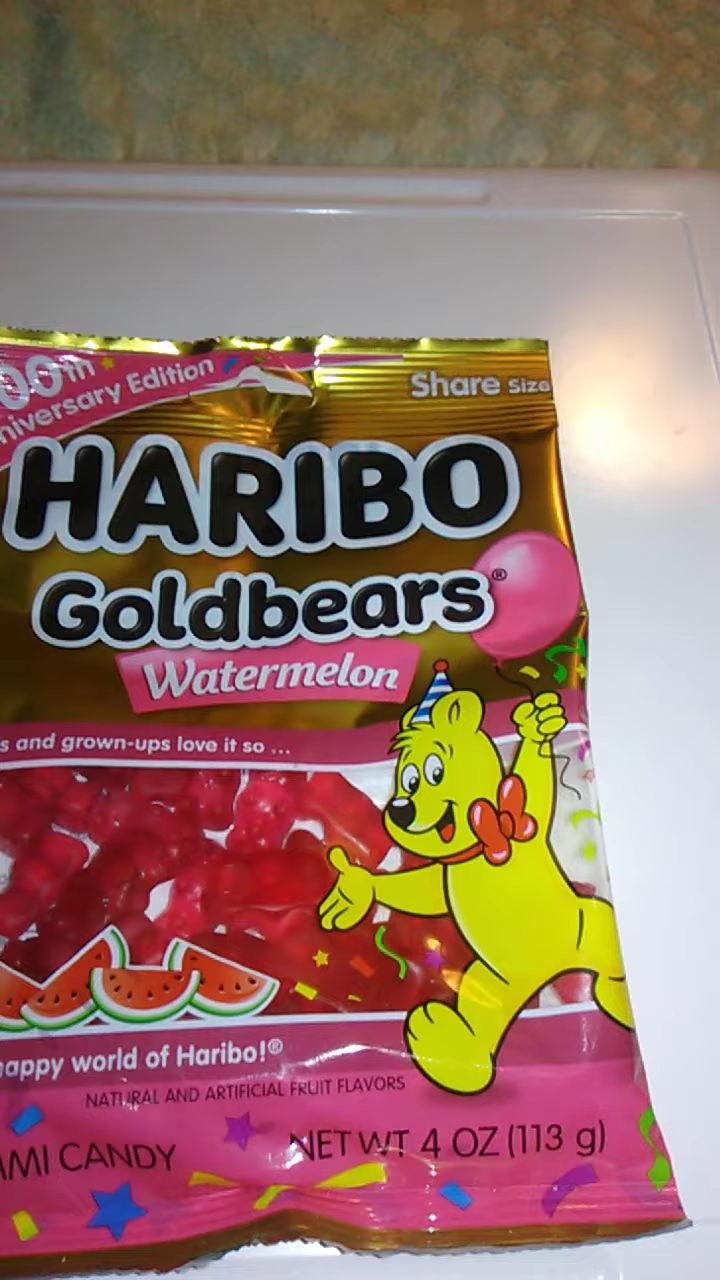 00th
niversary Edition
Share Size
HARIBO
Goldbears®
Watermelon
s and grown-ups love it so ...
happy world of Haribo!®
NATURAL AND ARTIFICIAL FRUIT FLAVORS
MI CANDY
NET WT 4 OZ (113 g)